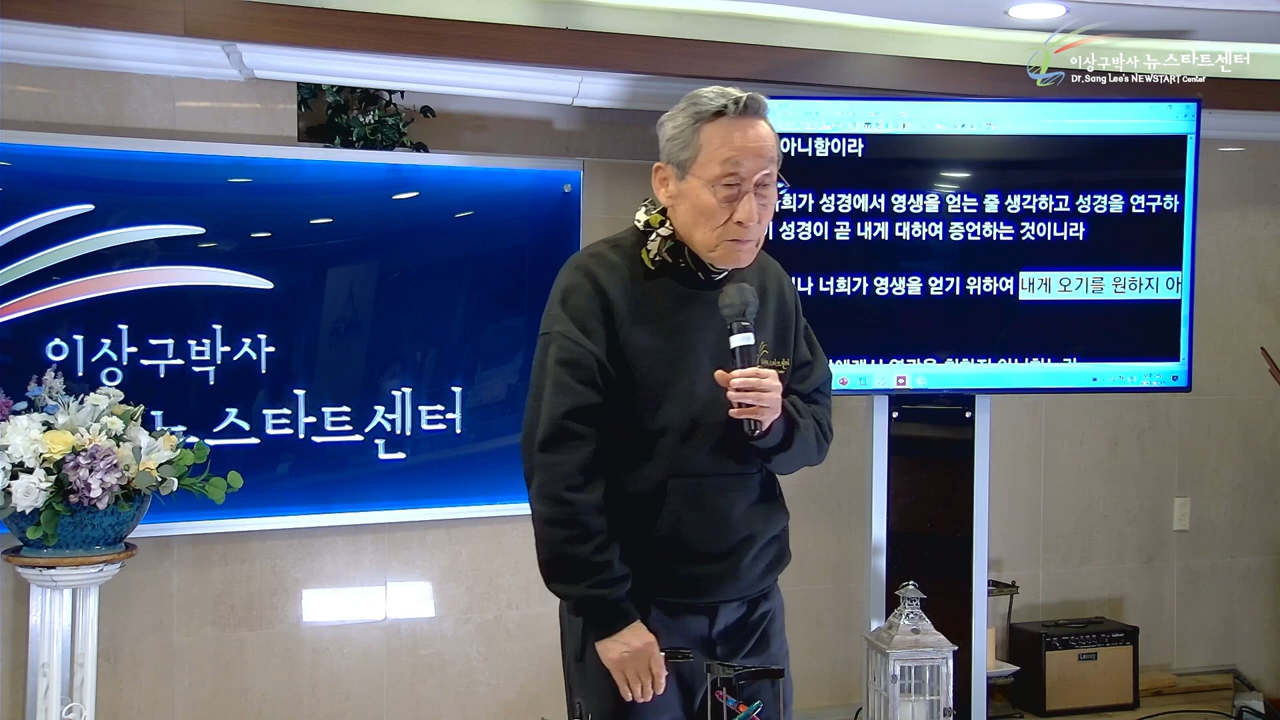 이상구박사 뉴스타트센터
Dr. Sang Lee's NEWSTART Center
아니함이라
성경에서 영생을 얻는 줄 생각하고 성경을 연구하
성경이 곧 내게 대하여 증언하는 것이니라
너희가 영생을 얻기 위하여 내게 오기를 원하지 아
이상구박사
뉴스타트센터
Laney